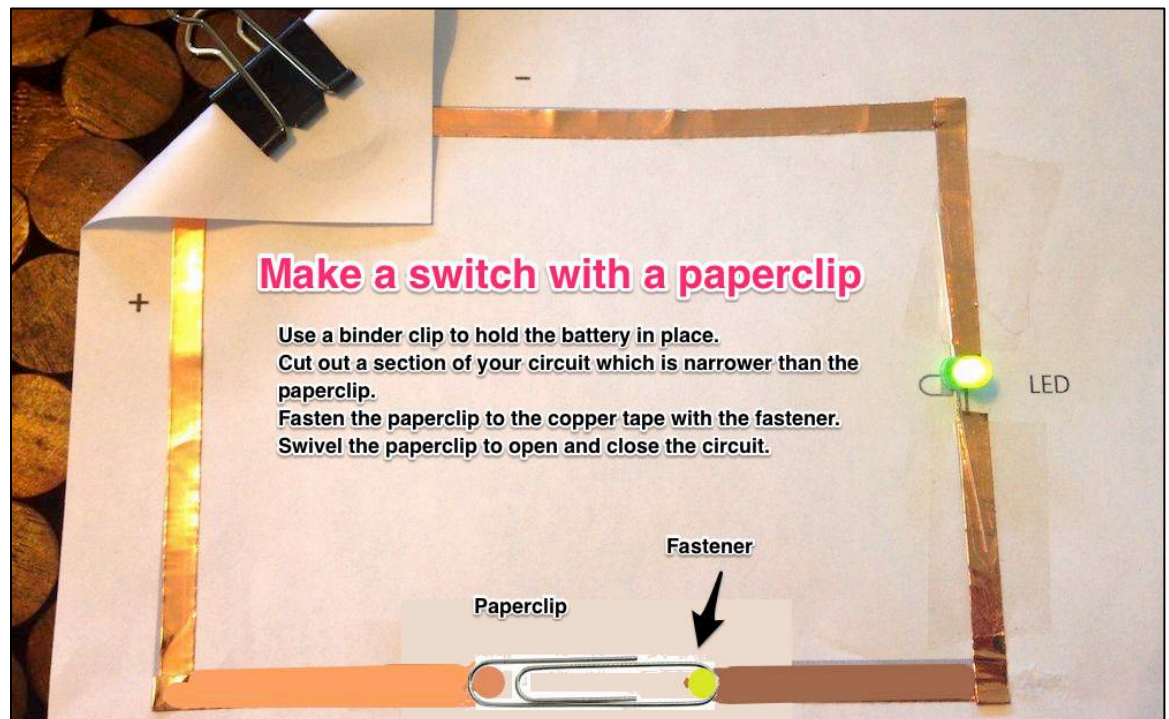 −
+
Make a switch with a paperclip
Use a binder clip to hold the battery in place.
Cut out a section of your circuit which is narrower than the
paperclip.
Fasten the paperclip to the copper tape with the fastener.
Swivel the paperclip to open and close the circuit.
LED
Fastener
Paperclip